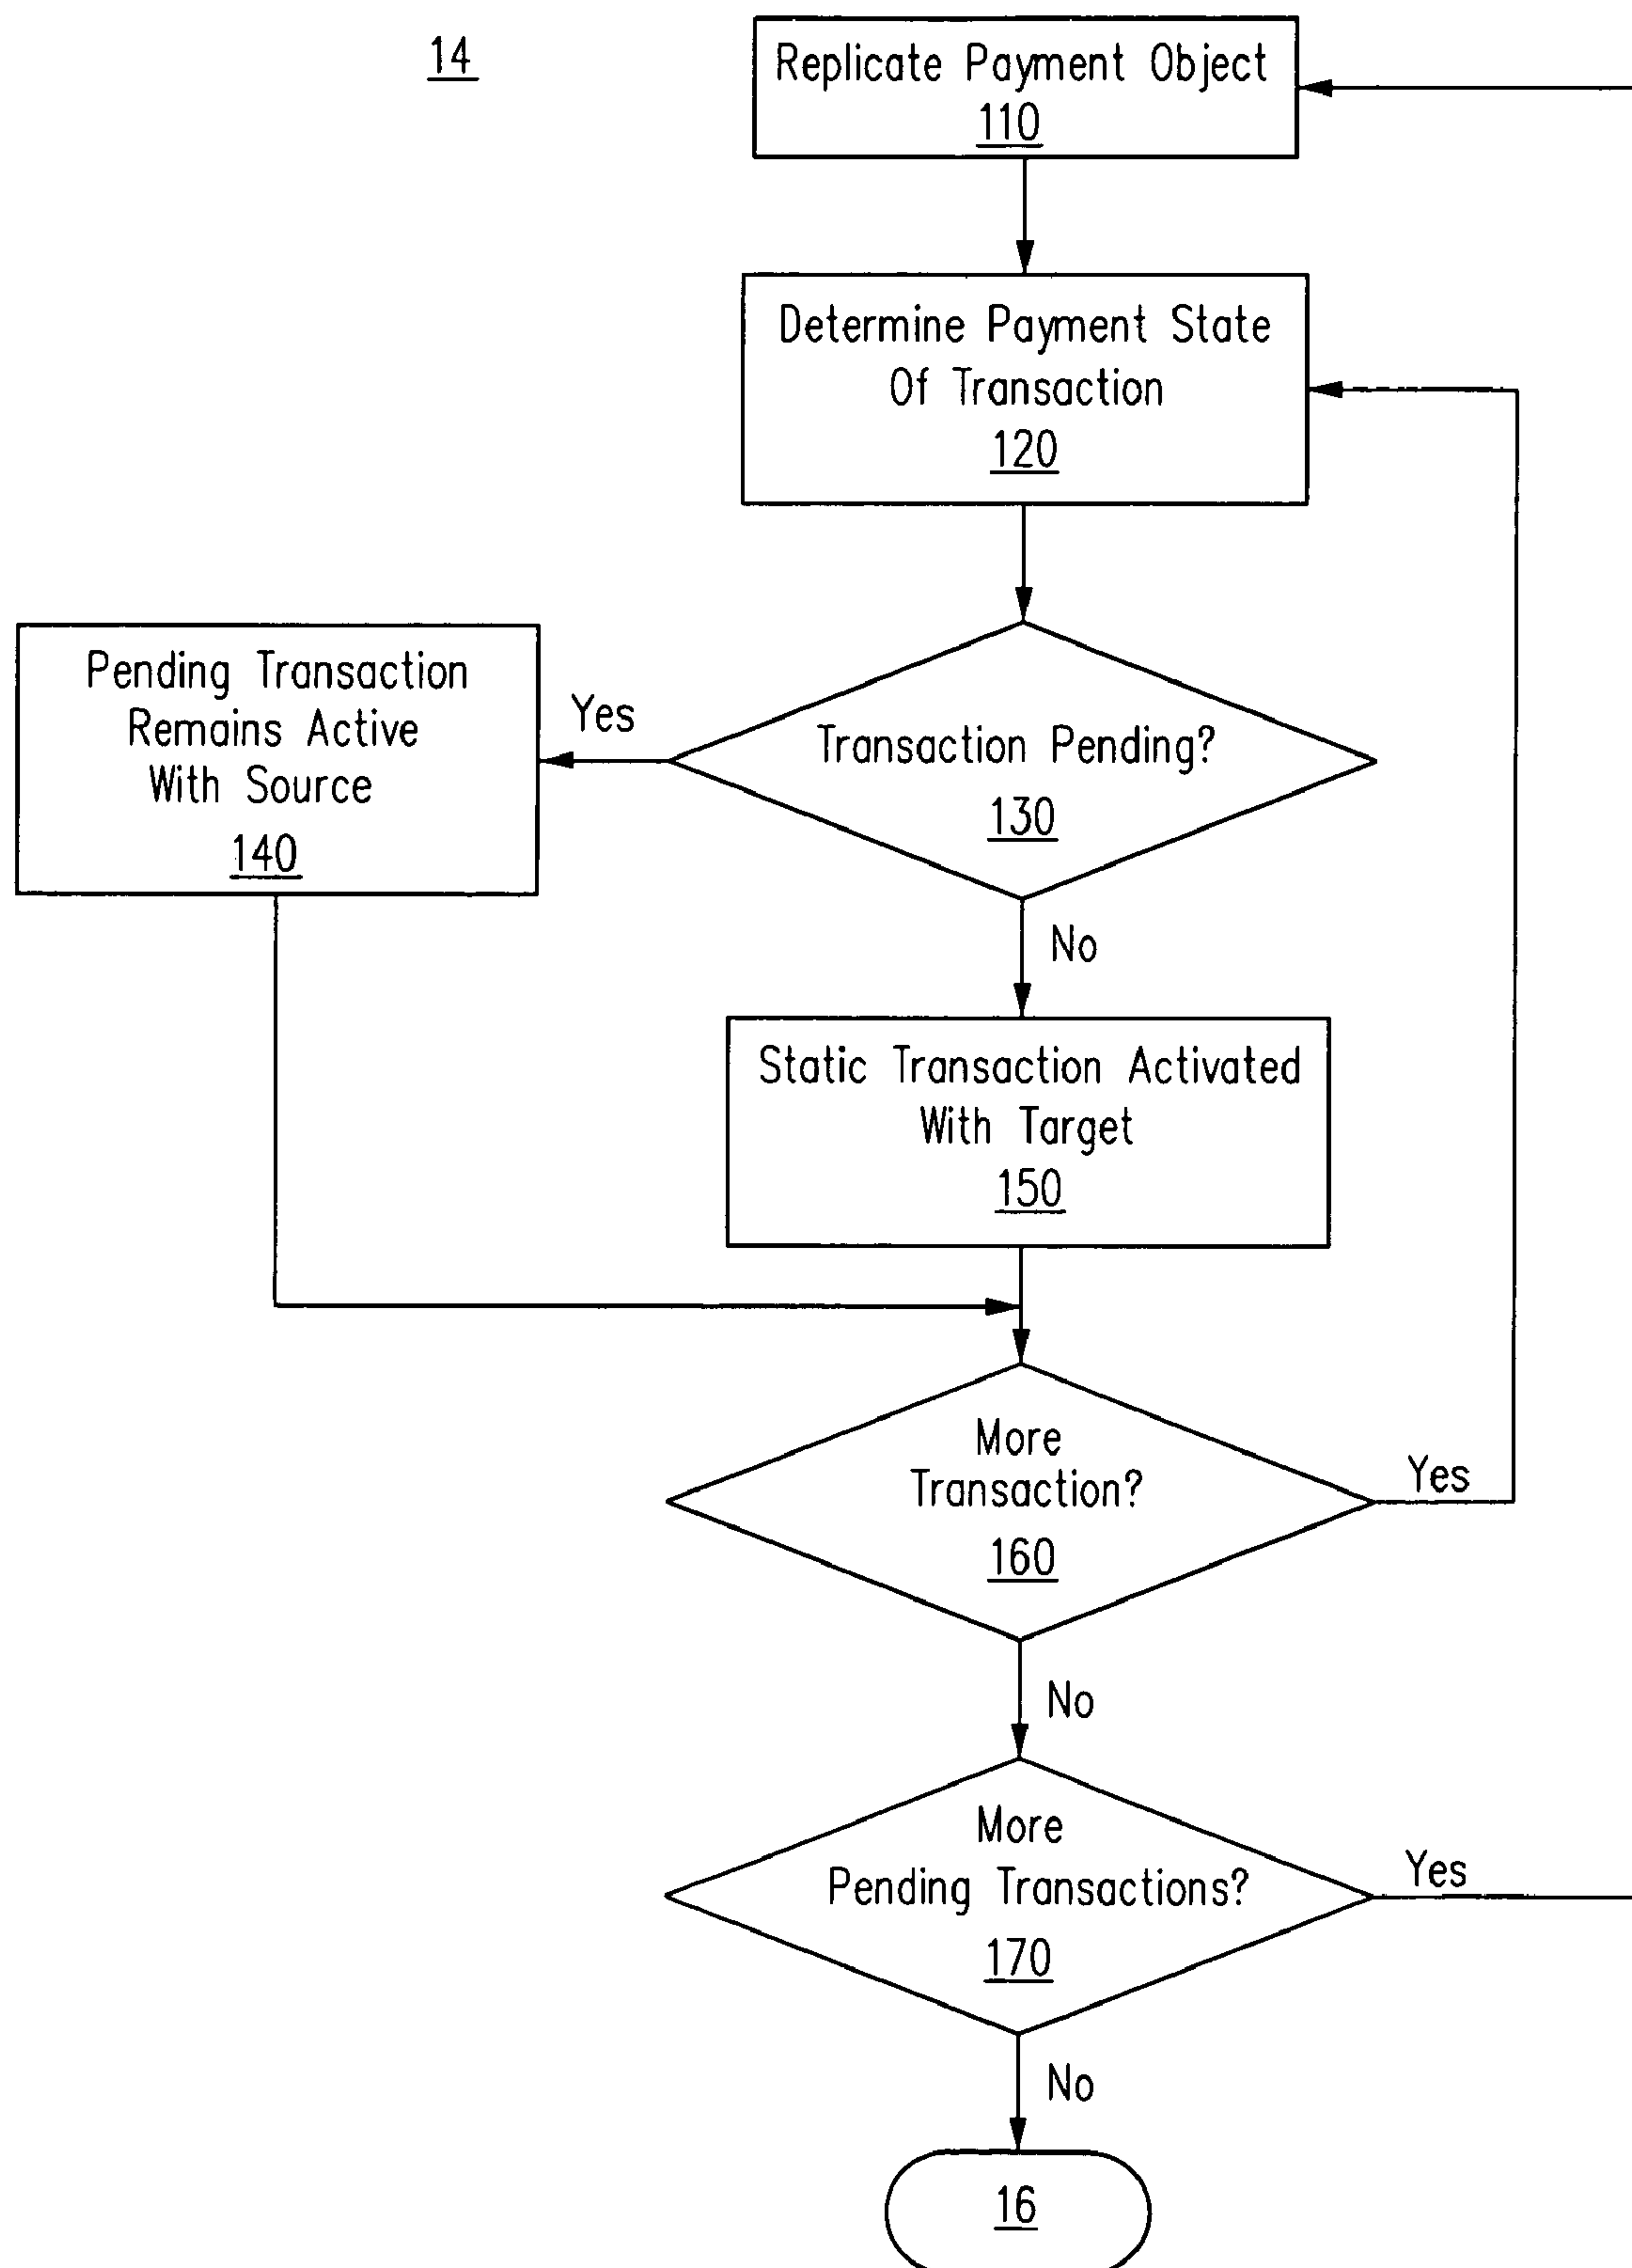 14
Replicate Payment Object
110
Determine Payment State
Of Transaction
120
Pending Transaction
Remains Active
With Source
140
Yes
Transaction Pending?
130
No
Static Transaction Activated
With Target
150
More
Transaction?
160
Yes
No
More
Pending Transactions?
170
Yes
No
16